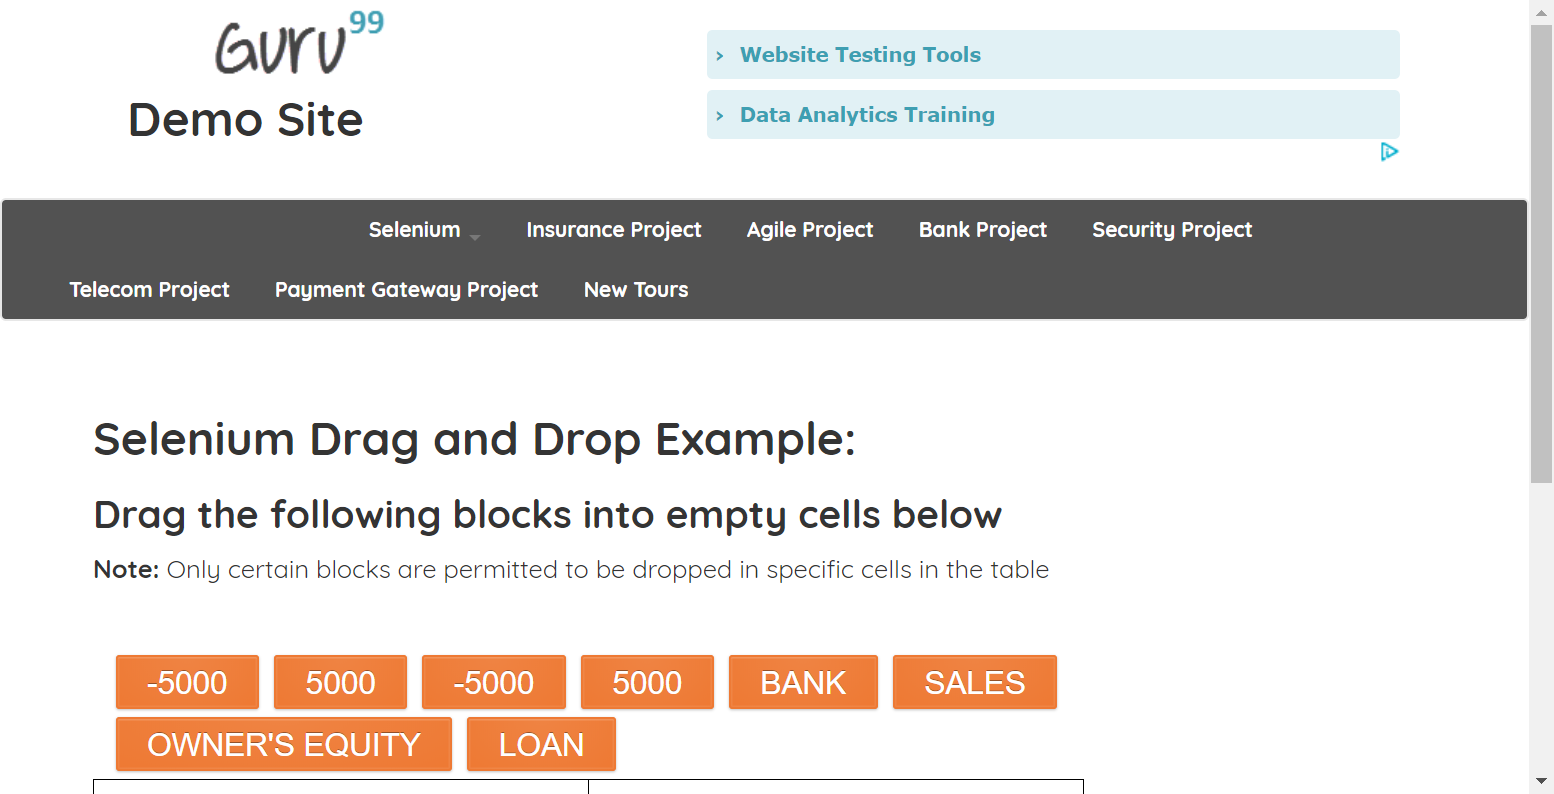 Guru99
Demo Site
› Website Testing Tools
› Data Analytics Training
Selenium Insurance Project Agile Project Bank Project Security Project
Telecom Project Payment Gateway Project New Tours
Selenium Drag and Drop Example:
Drag the following blocks into empty cells below
Note: Only certain blocks are permitted to be dropped in specific cells in the table
-5000 5000 -5000 5000 BANK SALES
OWNER'S EQUITY LOAN